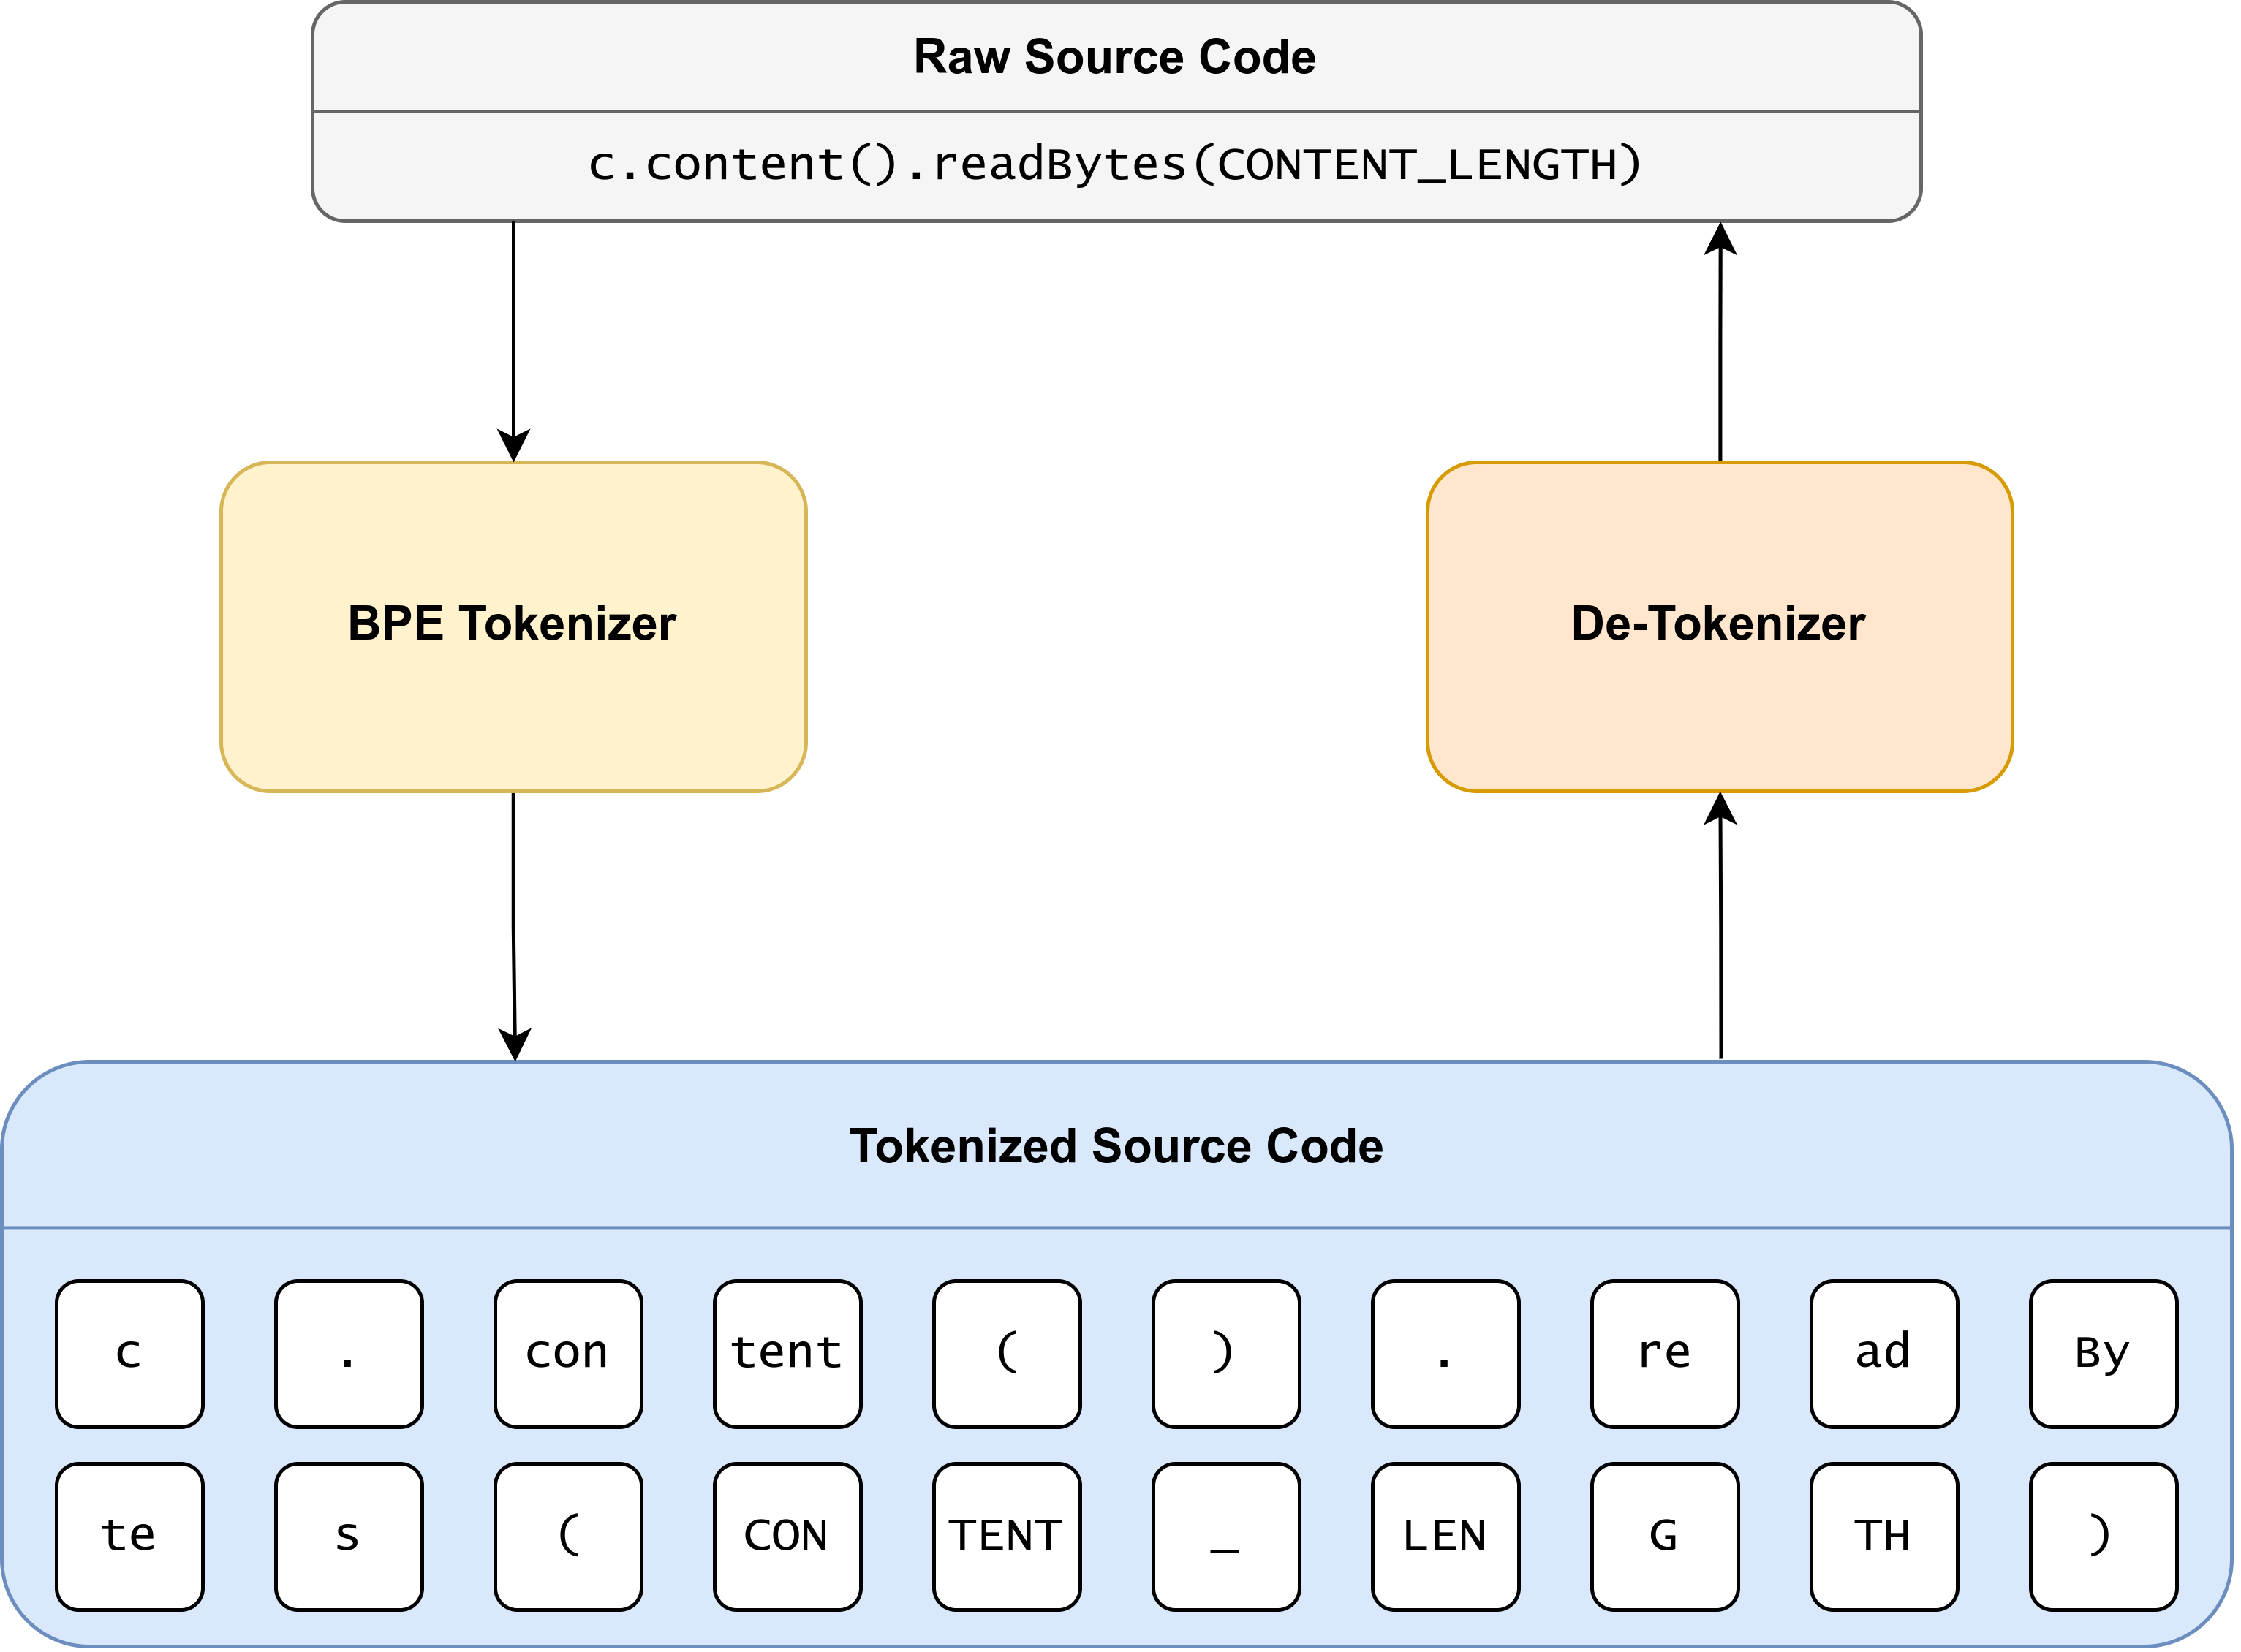 Raw Source Code
c.content().readBytes(CONTENT_LENGTH)
BPE Tokenizer
De-Tokenizer
Tokenized Source Code
c . con tent ( ) . re ad By
te s ( CON TENT _ LEN G TH )